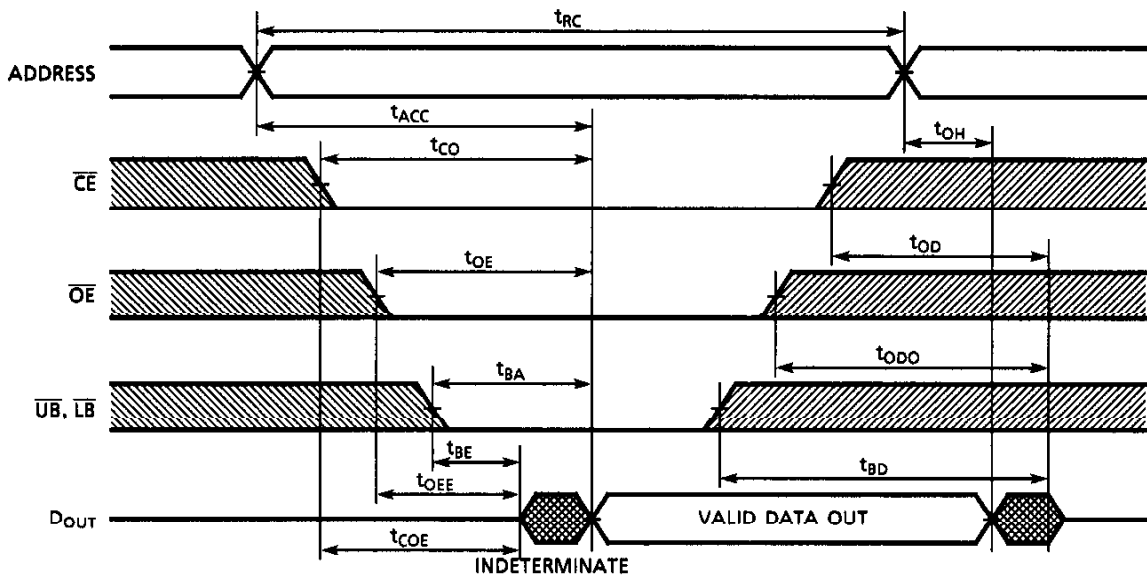 tRC
ADDRESS
tACC
tOH
tCO
CE
tOD
tOE
OE
tODO
tBA
UB, LB
tBE
tBD
tOEE
DOUT
VALID DATA OUT
tCOE
INDETERMINATE